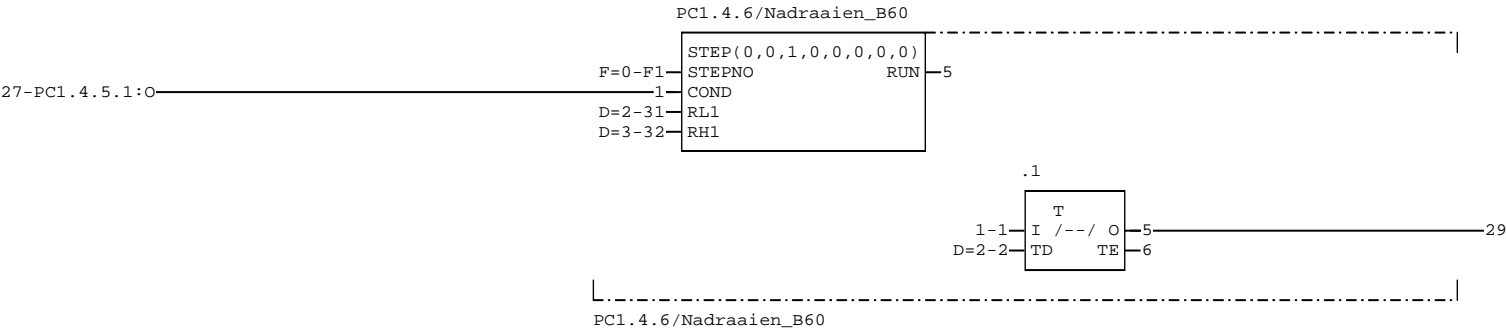 PC1.4.6/Nadraaien_B60
STEP(0,0,1,0,0,0,0,0)
F=0-F1 STEPNO RUN 5
27-PC1.4.5.1:O 1 COND
D=2-31 RL1
D=3-32 RH1
.1
T
1-1 I /--/ O 5 29
D=2-2 TD TE 6
PC1.4.6/Nadraaien_B60